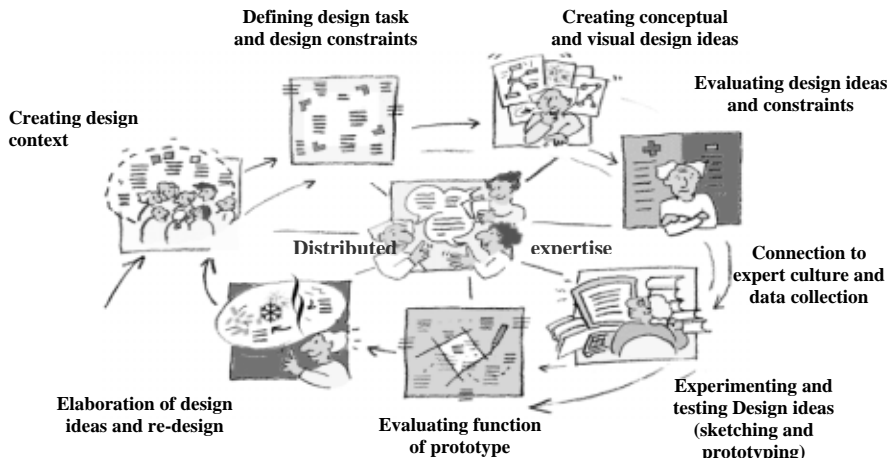 Defining design task
and design constraints
Creating conceptual
and visual design ideas
Evaluating design ideas
and constraints
Creating design
context
Distributed expertise
Connection to
expert culture and
data collection
Elaboration of design
ideas and re-design
Evaluating function
of prototype
Experimenting and
testing Design ideas
(sketching and
prototyping)